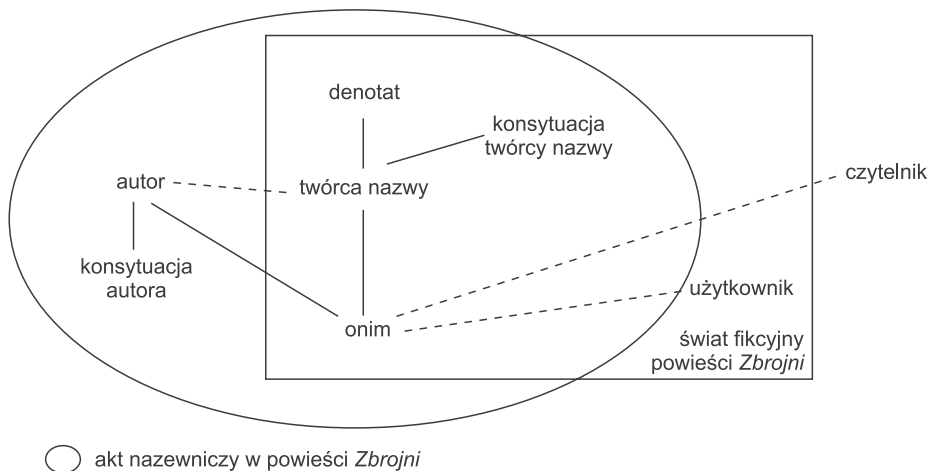 denotat
konsytuacja
twórcy nazwy
autor
twórca nazwy
czytelnik
konsytuacja
autora
użytkownik
onim
świat fikcyjny
powieści Zbrojni
akt nazewniczy w powieści Zbrojni